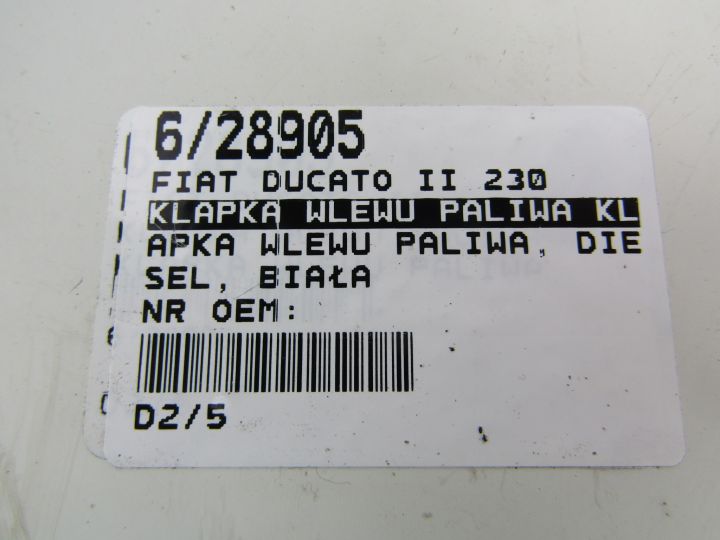 6/28905
FIAT DUCATO II 230
KLAPKA WLEWU PALIWA KL
APKA WLEWU PALIWA, DIE
SEL, BIAŁA
NR OEM:
D2/5